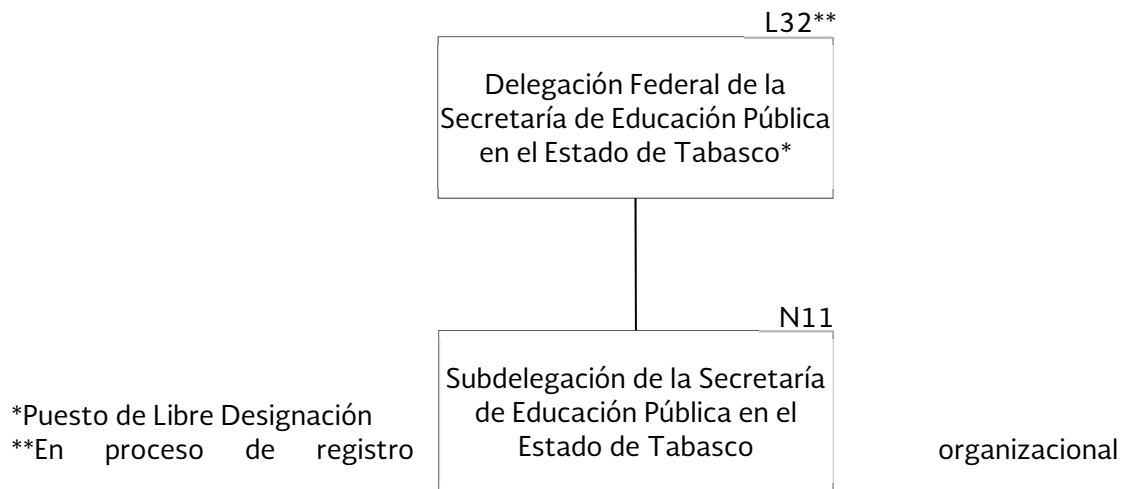 L32**
Delegación Federal de la
Secretaría de Educación Pública
en el Estado de Tabasco*
N11
Subdelegación de la Secretaría
de Educación Pública en el
Estado de Tabasco
*Puesto de Libre Designación
**En proceso de registro organizacional